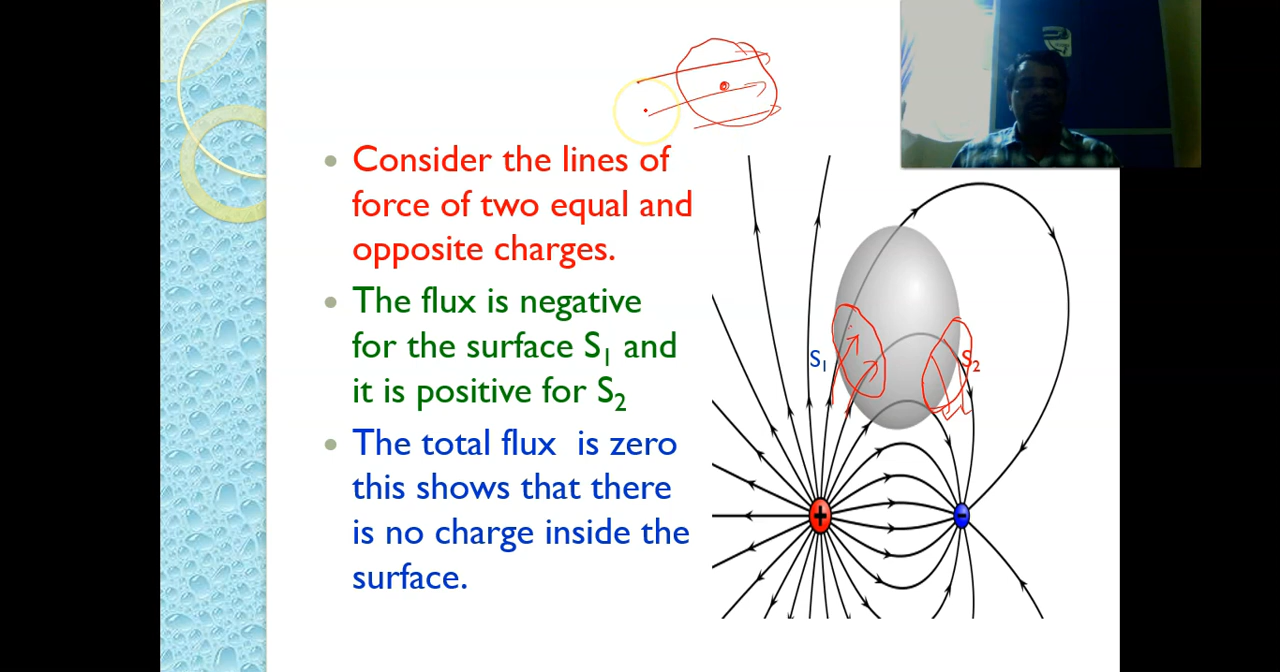 Consider the lines of
force of two equal and
opposite charges.
The flux is negative
for the surface S₁ and
it is positive for S₂
The total flux  is zero
this shows that there
is no charge inside the
surface.
S₁
S₂
+
-